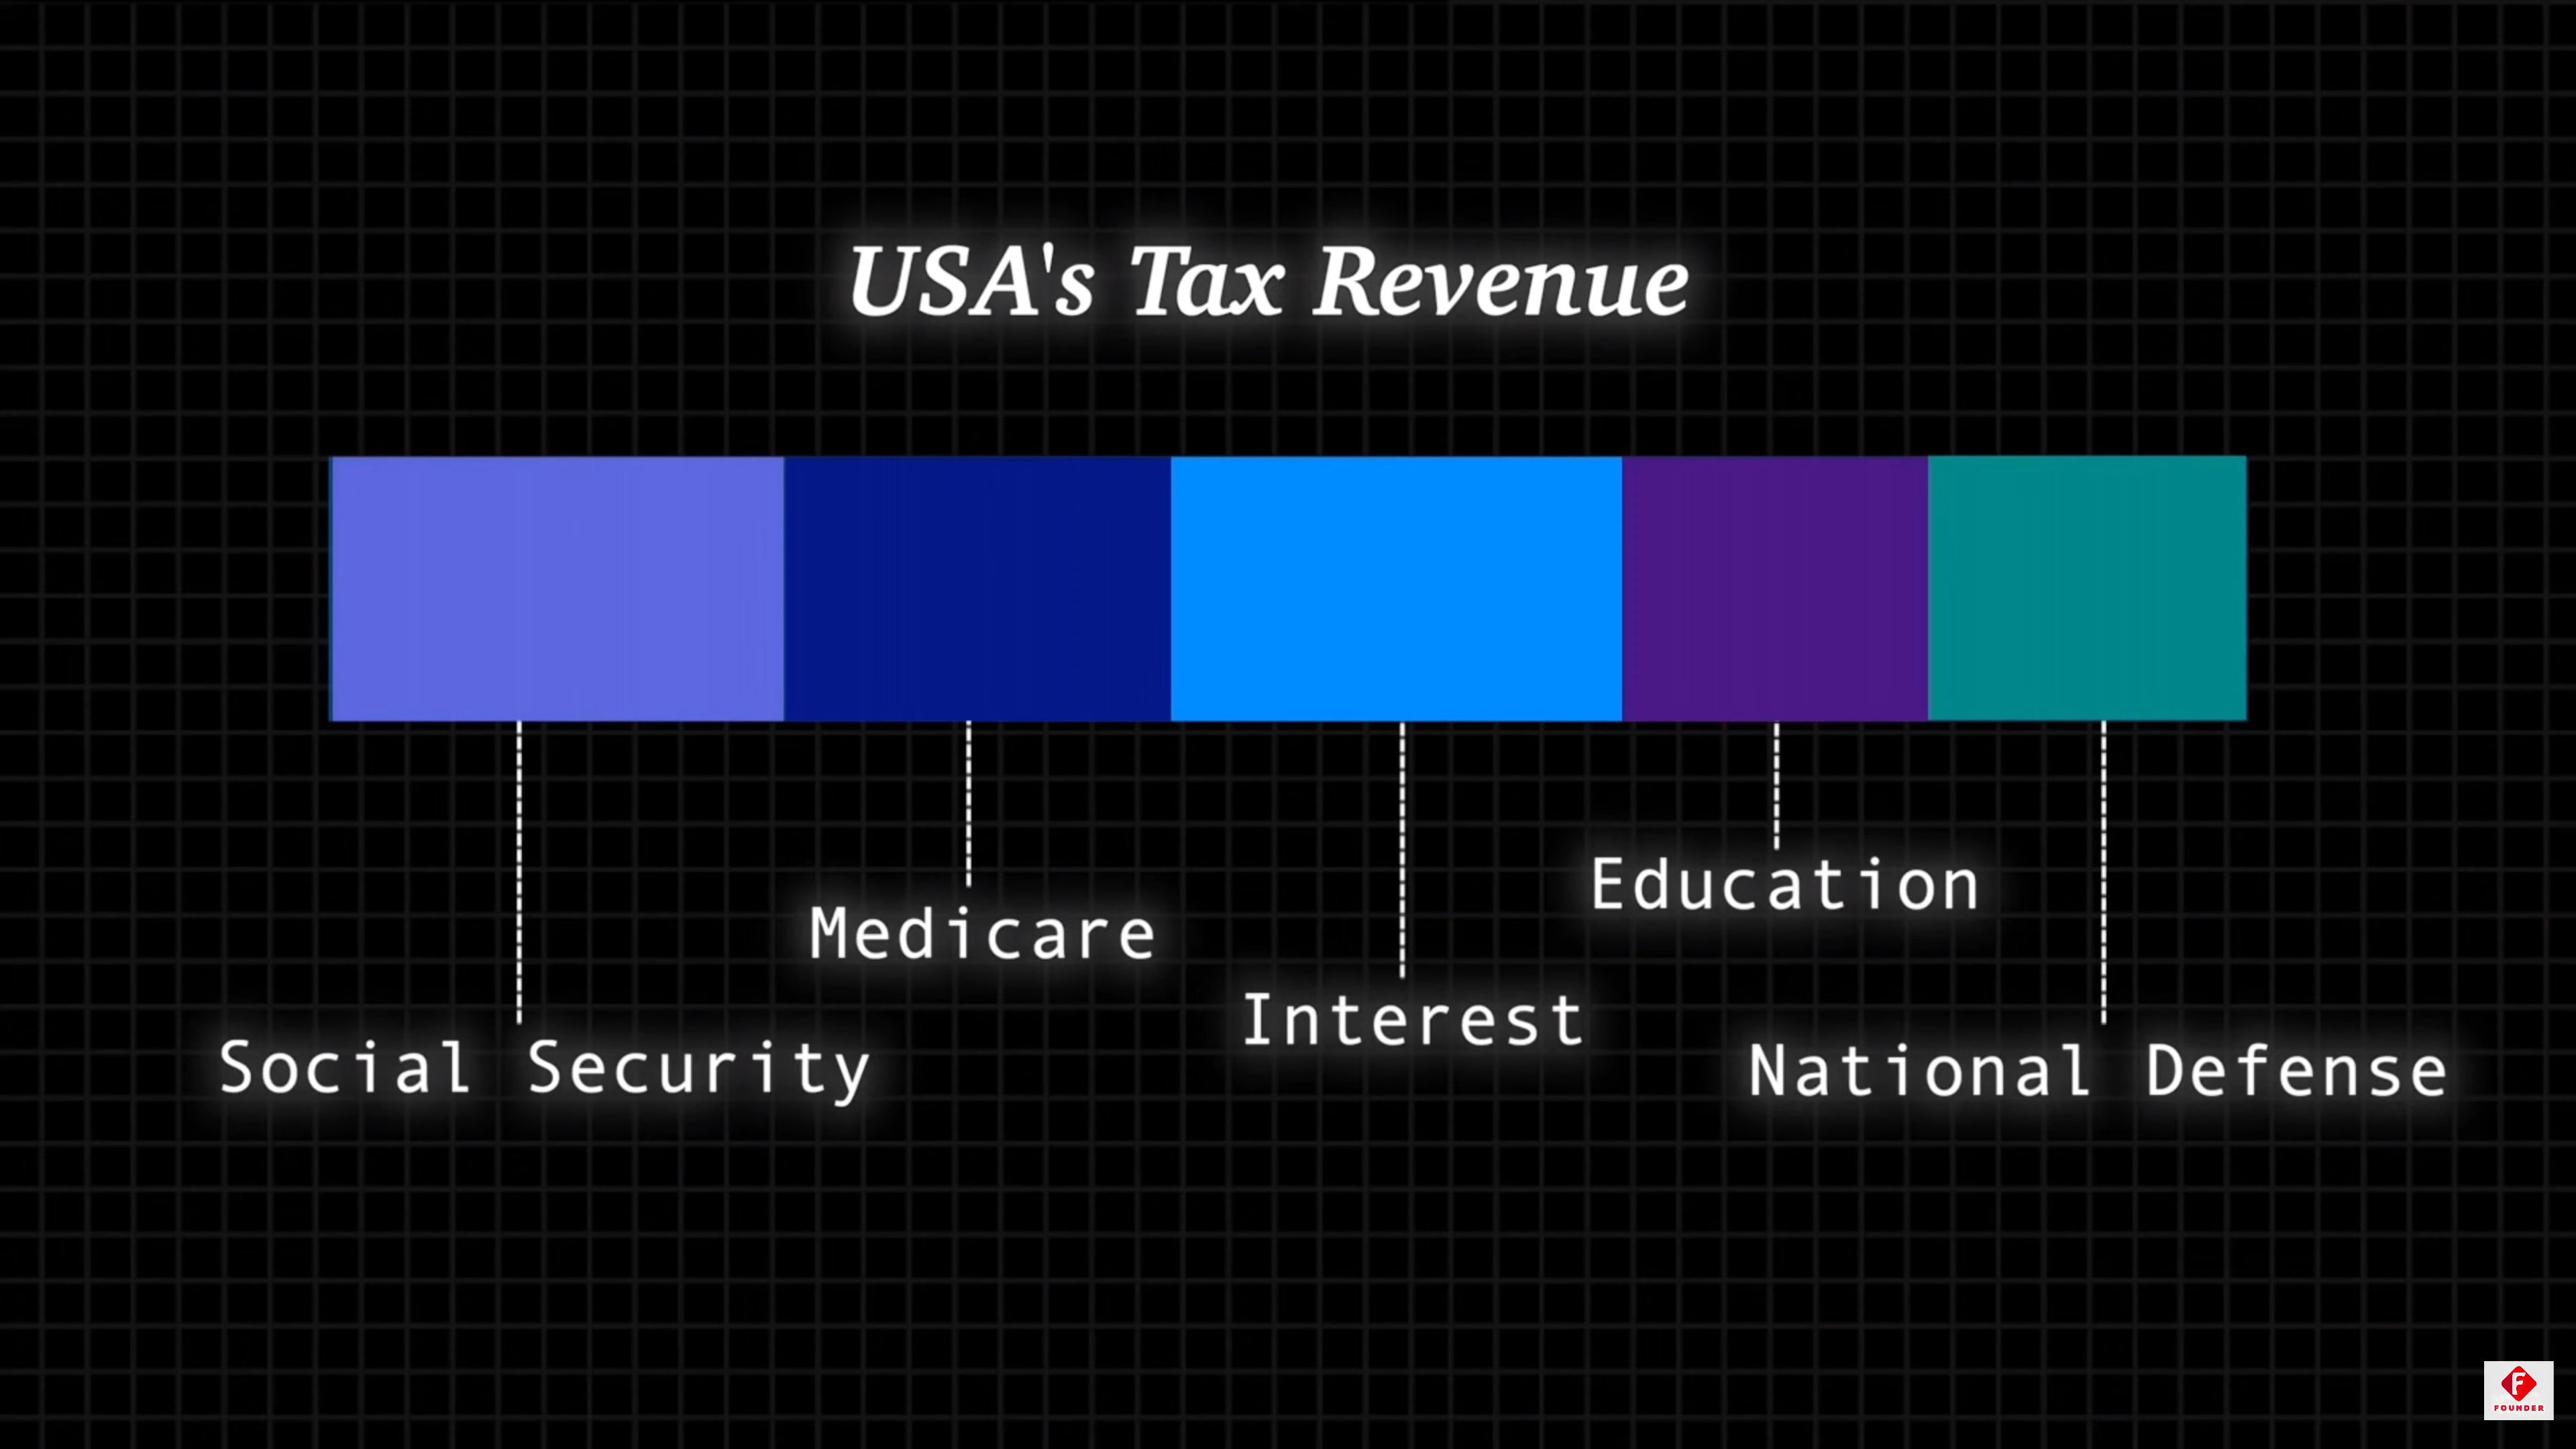 USA's Tax Revenue
Education
Medicare
Interest
Social Security
National Defense
F
FOUNDER